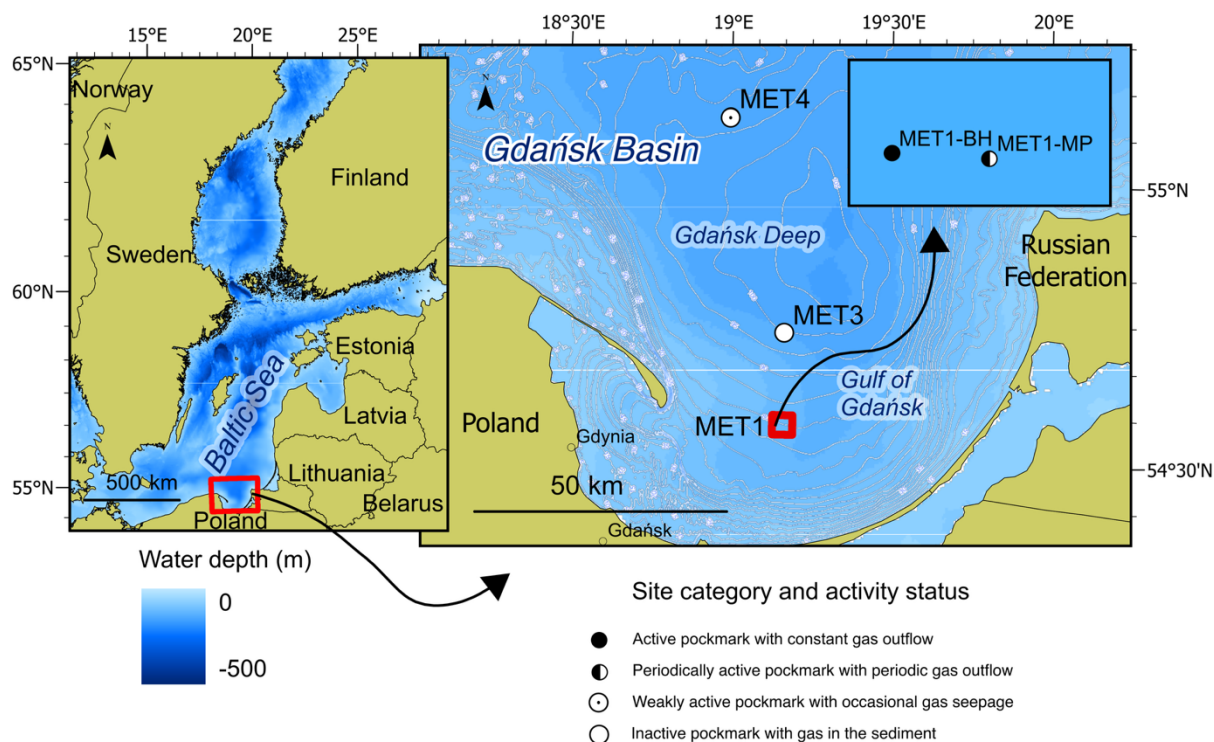 18°30'E 19°E 19°30'E 20°E
15°E 20°E 25°E
65°N
60°N
55°N
N
Norway
Finland
Sweden
Estonia
Latvia
Lithuania
Belarus
Poland
Baltic Sea
500 km
N
MET4
Gdańsk Basin
MET1-BH
MET1-MP
55°N
Gdańsk Deep
Russian
Federation
MET3
Gulf of
Gdańsk
Poland
MET1
Gdynia
54°30'N
50 km
Gdańsk
Water depth (m)
0
-500
Site category and activity status
Active pockmark with constant gas outflow
Periodically active pockmark with periodic gas outflow
Weakly active pockmark with occasional gas seepage
Inactive pockmark with gas in the sediment